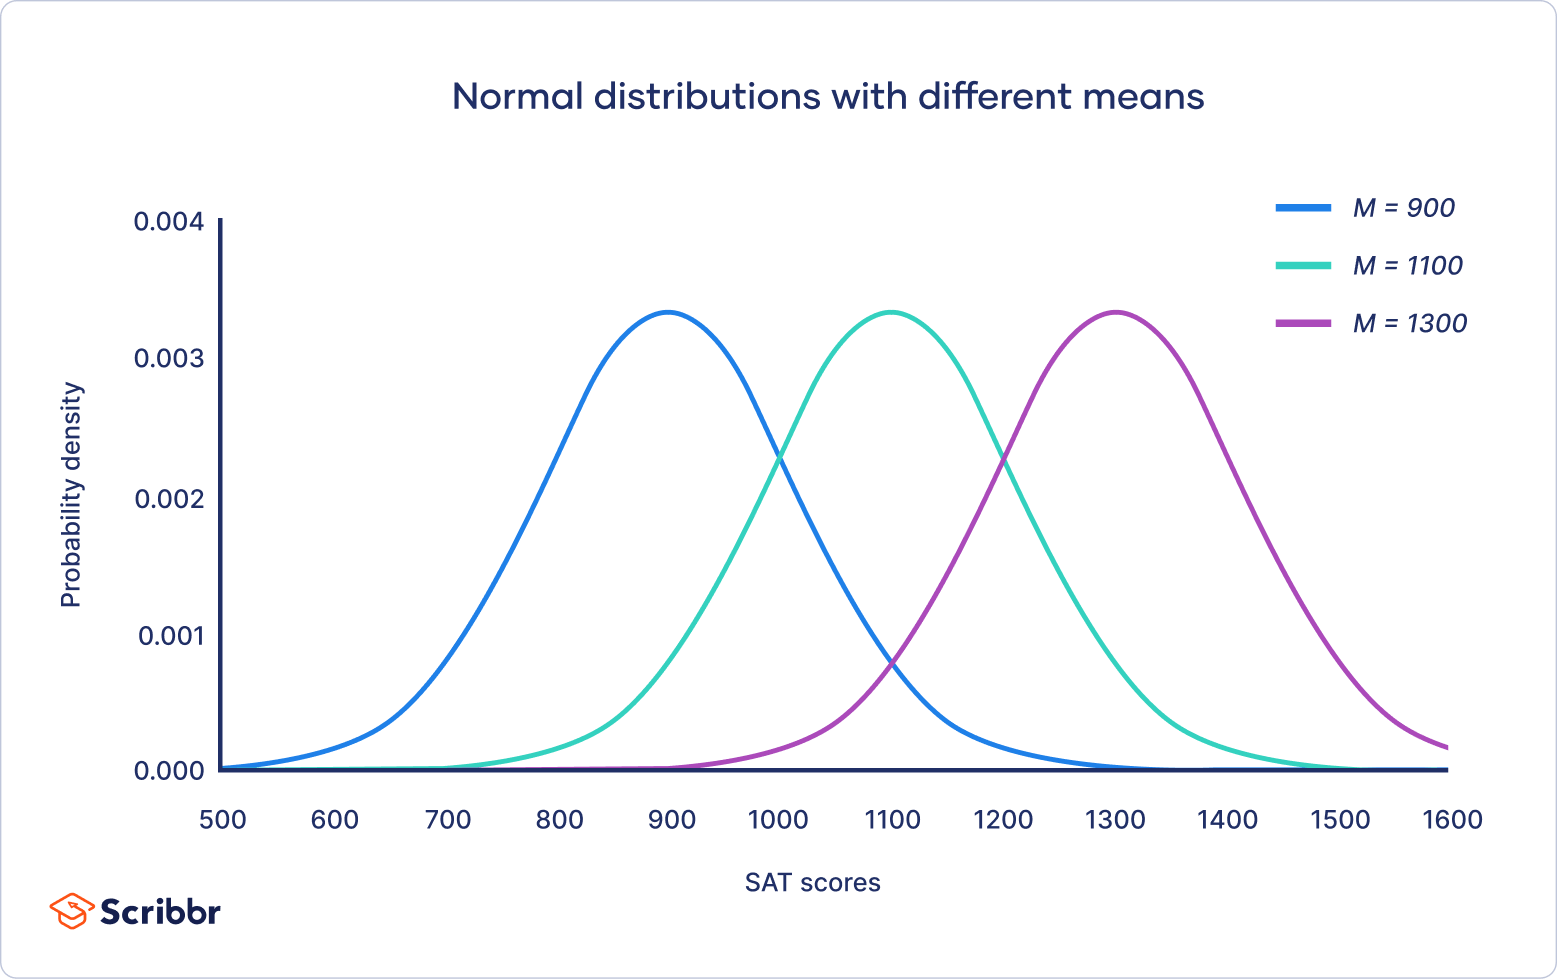 Normal distributions with different means
M = 900
M = 1100
M = 1300
0.004
0.003
0.002
0.001
0.000
Probability density
500 600 700 800 900 1000 1100 1200 1300 1400 1500 1600
SAT scores
Scribbr